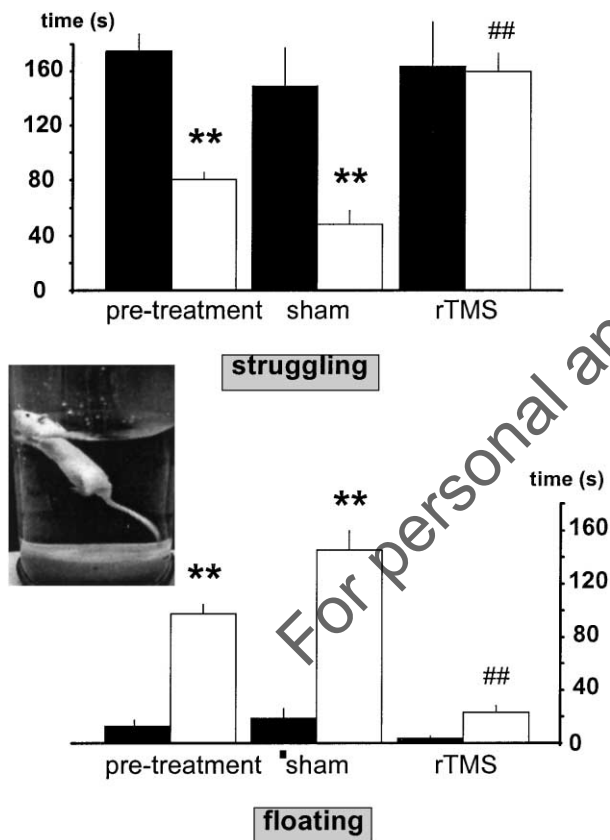 time (s)
160
120
80
40
0
**
**
##
pre-treatment sham rTMS
struggling
For personal an
time (s)
160
120
80
40
0
**
**
##
pre-treatment sham rTMS
floating